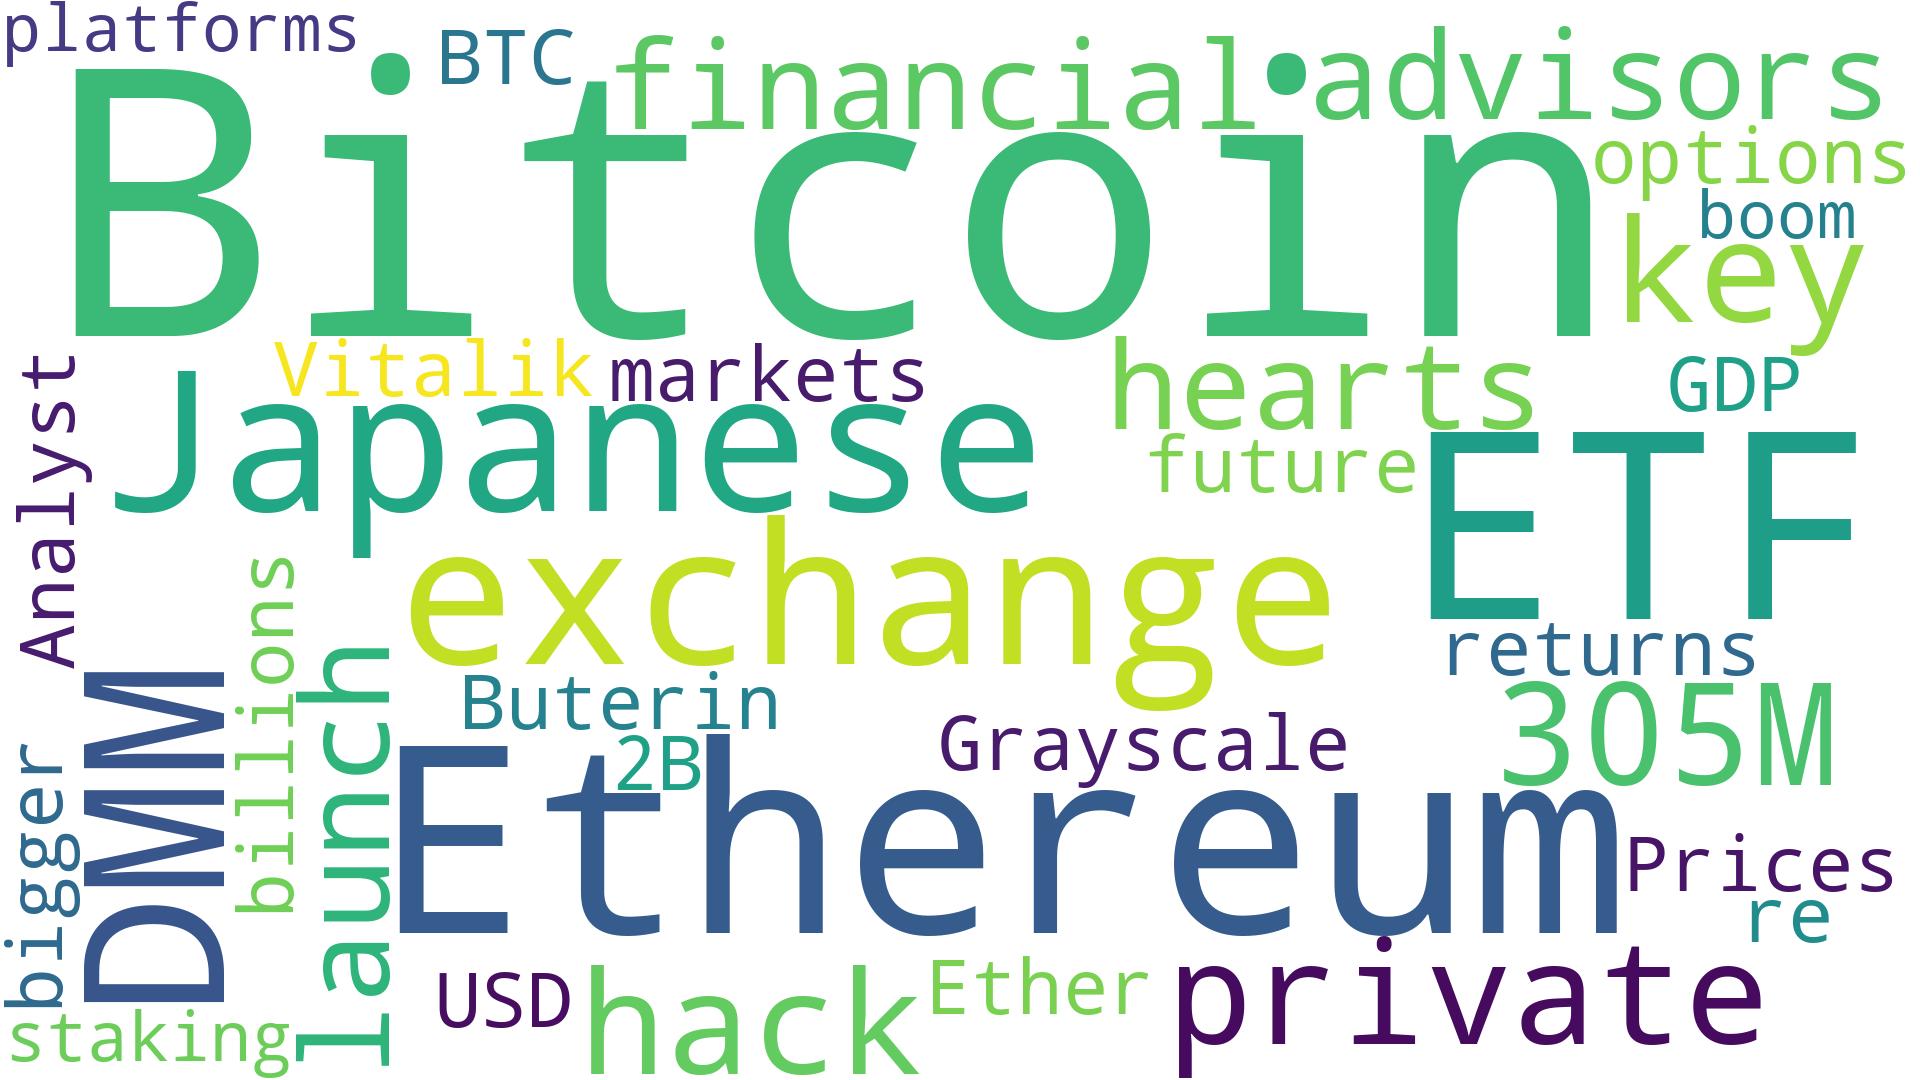 platforms
BTC
financial
advisors
Bitcoin
options
boom
key
Vitalik
markets
hearts
GDP
Analyst
Japanese
future
ETF
exchange
billions
returns
launch
DMM
Buterin
305M
2B
Grayscale
bigger
Ethereum
Prices
re
USD
hack
Ether
private
staking